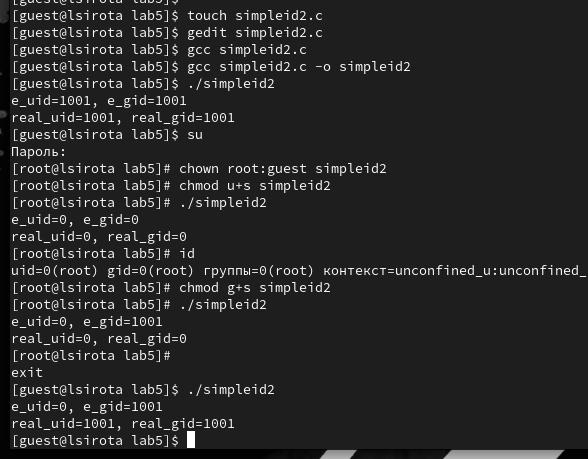 [guest@lsirota lab5]$ touch simpleid2.c
[guest@lsirota lab5]$ gedit simpleid2.c
[guest@lsirota lab5]$ gcc simpleid2.c
[guest@lsirota lab5]$ gcc simpleid2.c -o simpleid2
[guest@lsirota lab5]$ ./simpleid2
e_uid=1001, e_gid=1001
real_uid=1001, real_gid=1001
[guest@lsirota lab5]$ su
Пароль:
[root@lsirota lab5]# chown root:guest simpleid2
[root@lsirota lab5]# chmod u+s simpleid2
[root@lsirota lab5]# ./simpleid2
e_uid=0, e_gid=0
real_uid=0, real_gid=0
[root@lsirota lab5]# id
uid=0(root) gid=0(root) группы=0(root) контекст=unconfined_u:unconfined_
[root@lsirota lab5]# chmod g+s simpleid2
[root@lsirota lab5]# ./simpleid2
e_uid=0, e_gid=1001
real_uid=0, real_gid=0
[root@lsirota lab5]#
exit
[guest@lsirota lab5]$ ./simpleid2
e_uid=0, e_gid=1001
real_uid=1001, real_gid=1001
[guest@lsirota lab5]$